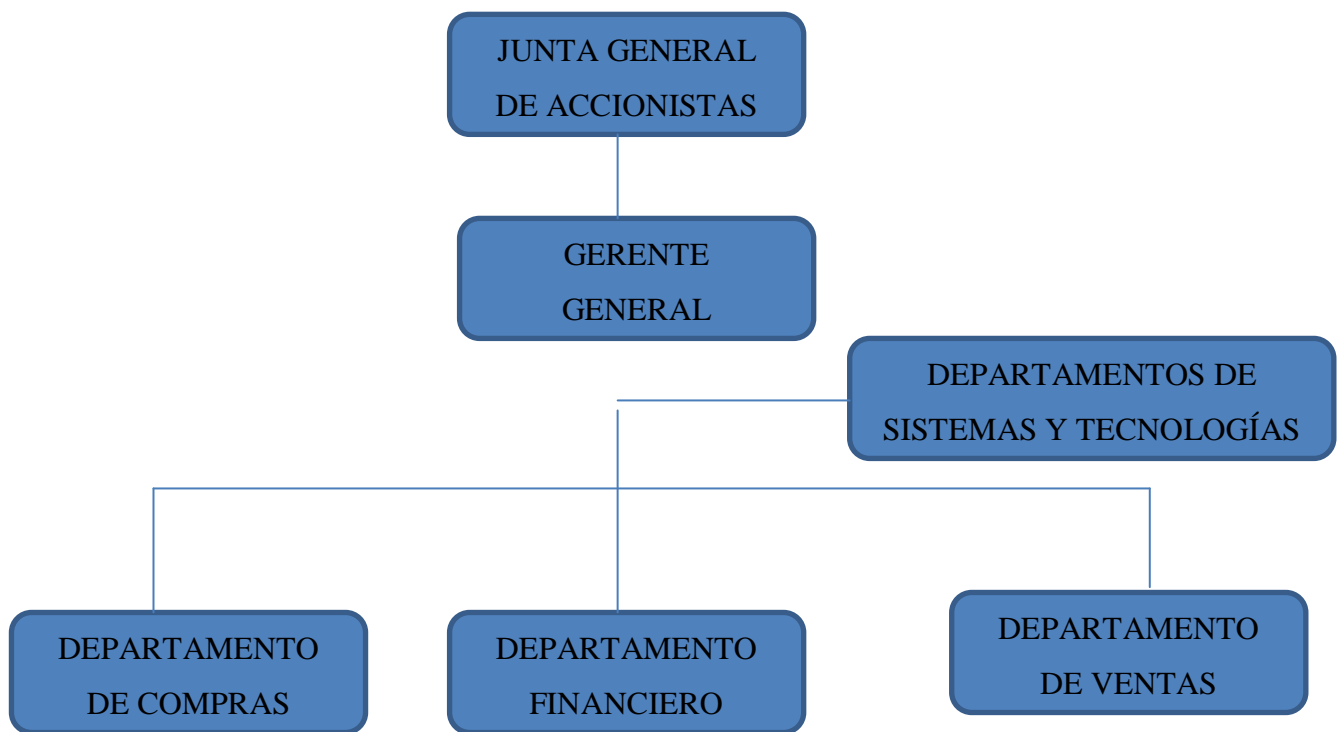 JUNTA GENERAL
DE ACCIONISTAS
GERENTE
GENERAL
DEPARTAMENTOS DE
SISTEMAS Y TECNOLOGÍAS
DEPARTAMENTO
DE COMPRAS
DEPARTAMENTO
FINANCIERO
DEPARTAMENTO
DE VENTAS